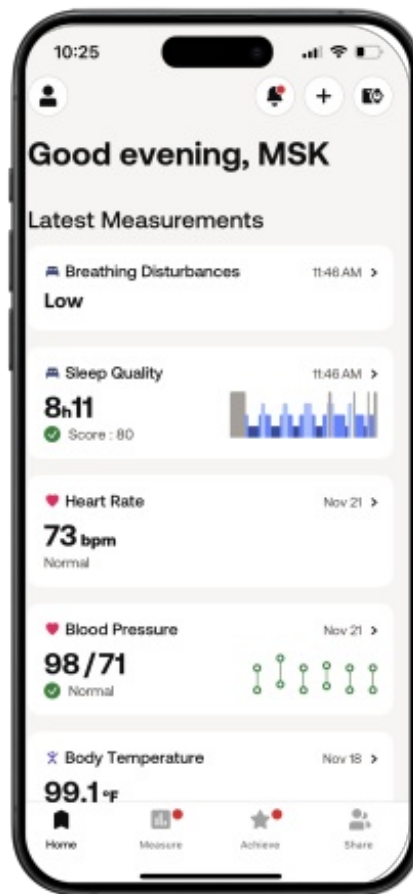 10:25
Good evening, MSK
Latest Measurements
Breathing Disturbances 11:46 AM >
Low
Sleep Quality 11:46 AM >
8h11
Score : 80
Heart Rate Nov 21 >
73 bpm
Normal
Blood Pressure Nov 21 >
98/71
Normal
Body Temperature Nov 18 >
99.1 °F
Home Measure Achieve Share